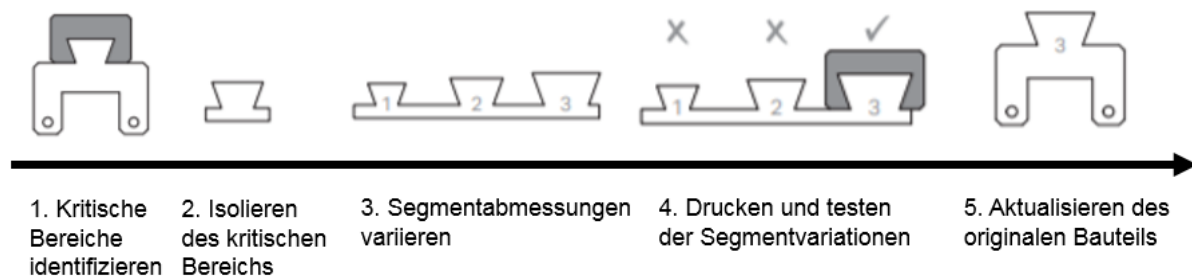 1
2
3
1
2
3
3
1. Kritische
Bereiche
identifizieren
2. Isolieren
des kritischen
Bereichs
3. Segmentabmessungen
variieren
4. Drucken und testen
der Segmentvariationen
5. Aktualisieren des
originalen Bauteils